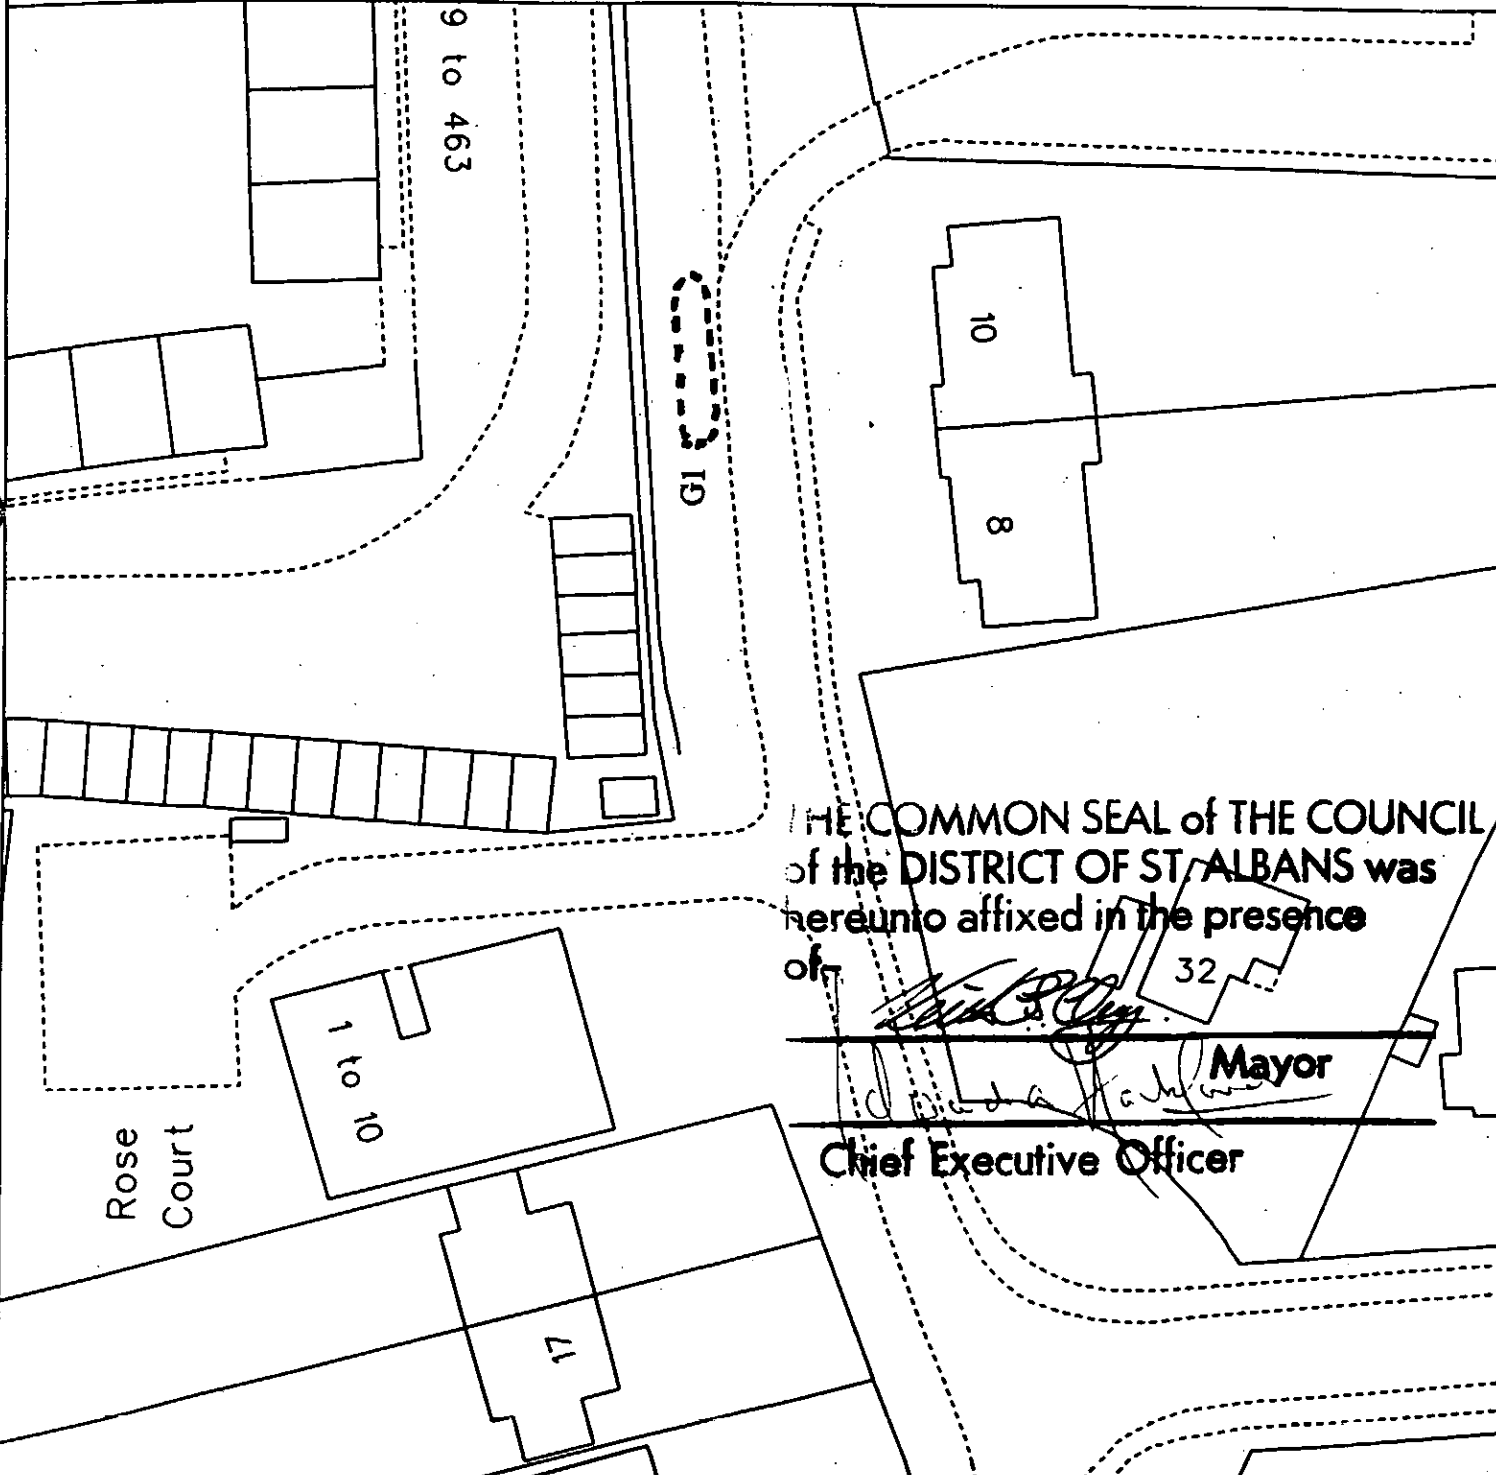 9 to 463
10
G1
8
THE COMMON SEAL of THE COUNCIL
of the DISTRICT OF ST. ALBANS was
hereunto affixed in the presence
of:-
32
Mayor
Chief Executive Officer
1 to 10
Rose
Court
17